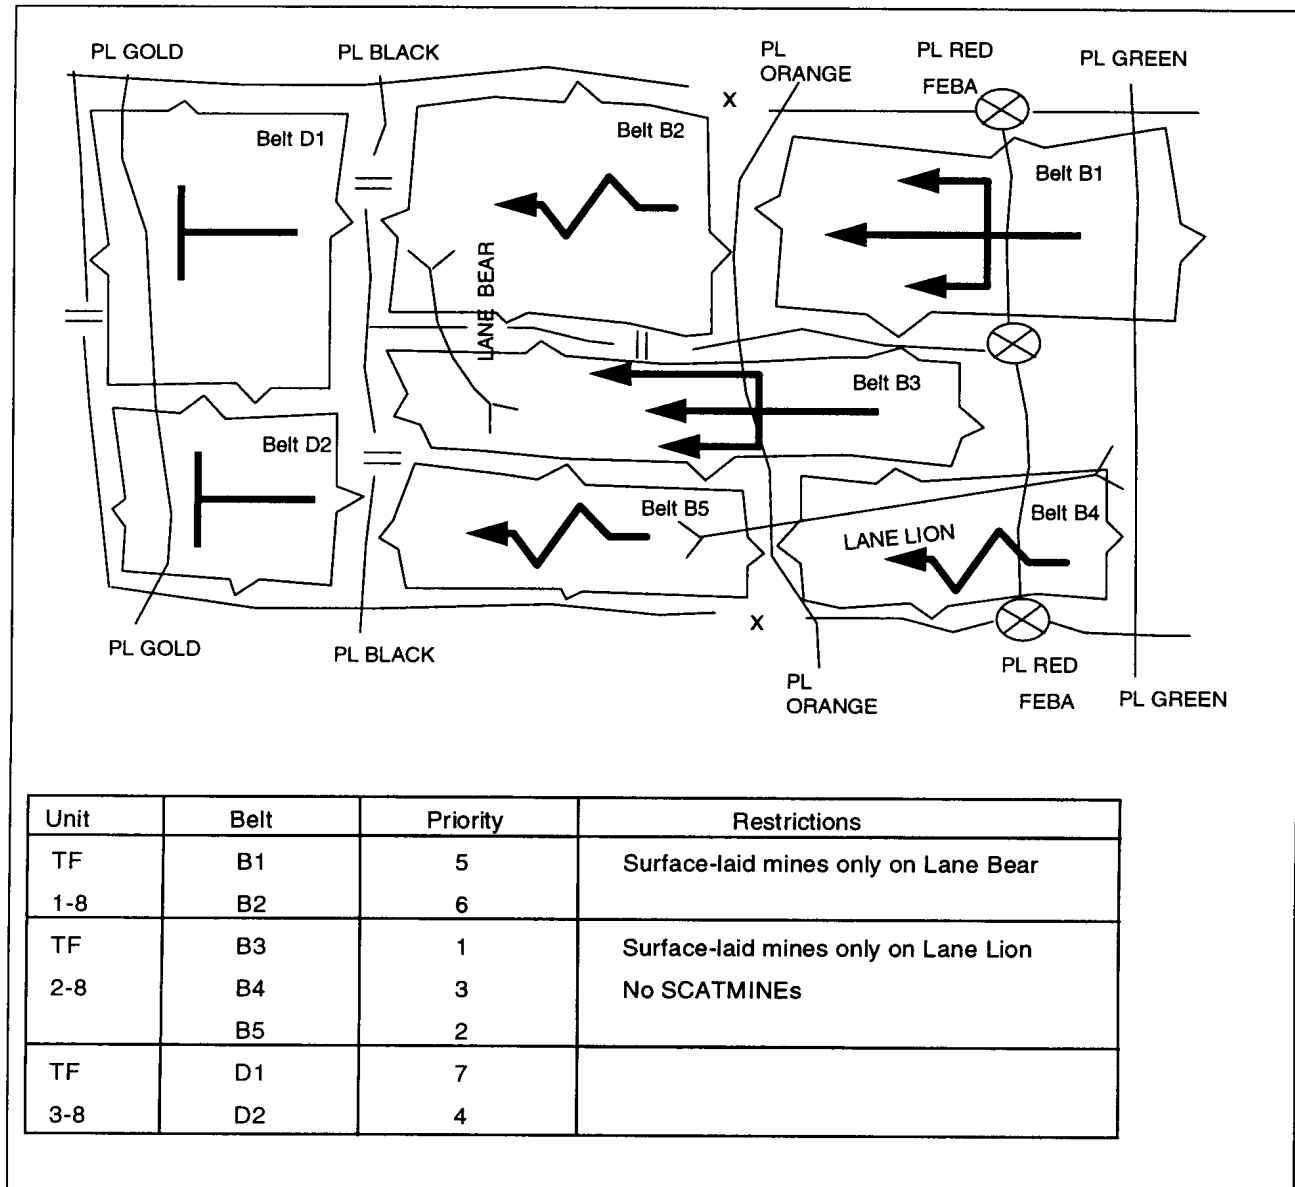 PL GOLD
PL BLACK
PL
ORANGE
PL RED
FEBA
PL GREEN
Belt D1
Belt B2
X
Belt B1
LANE BEAR
Belt B3
Belt D2
Belt B5
Belt B4
LANE LION
X
PL GOLD
PL BLACK
PL
ORANGE
PL RED
FEBA
PL GREEN
Unit Belt Priority Restrictions
TF B1 5 Surface-laid mines only on Lane Bear
1-8 B2 6
TF B3 1 Surface-laid mines only on Lane Lion
2-8 B4 3 No SCATMINEs
B5 2
TF D1 7
3-8 D2 4